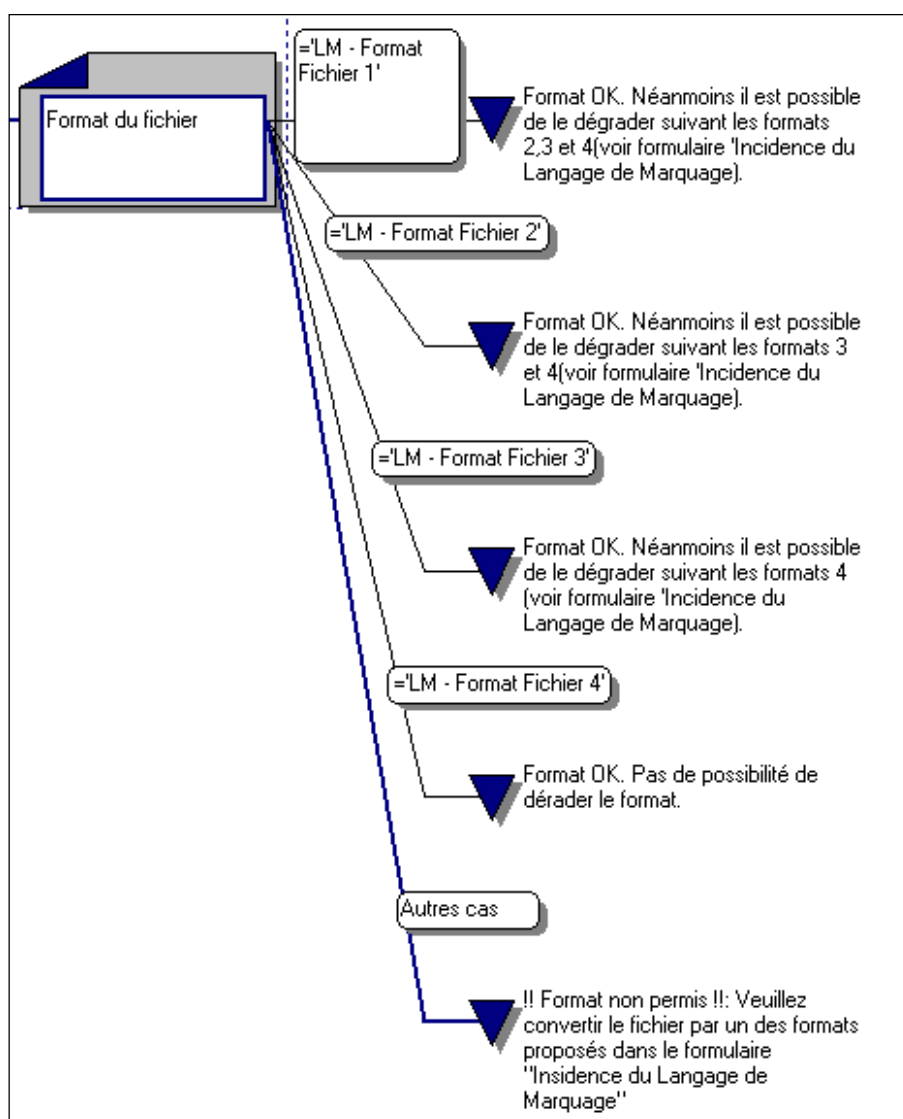 ='LM - Format
Fichier 1'
Format du fichier
Format OK. Néanmoins il est possible
de le dégrader suivant les formats
2,3 et 4(voir formulaire 'Incidence du
Langage de Marquage).
='LM - Format Fichier 2'
Format OK. Néanmoins il est possible
de le dégrader suivant les formats 3
et 4(voir formulaire 'Incidence du
Langage de Marquage).
='LM - Format Fichier 3'
Format OK. Néanmoins il est possible
de le dégrader suivant les formats 4
(voir formulaire 'Incidence du
Langage de Marquage).
='LM - Format Fichier 4'
Format OK. Pas de possibilité de
dérader le format.
Autres cas
!! Format non permis !!: Veuillez
convertir le fichier par un des formats
proposés dans le formulaire
"Insidence du Langage de
Marquage"